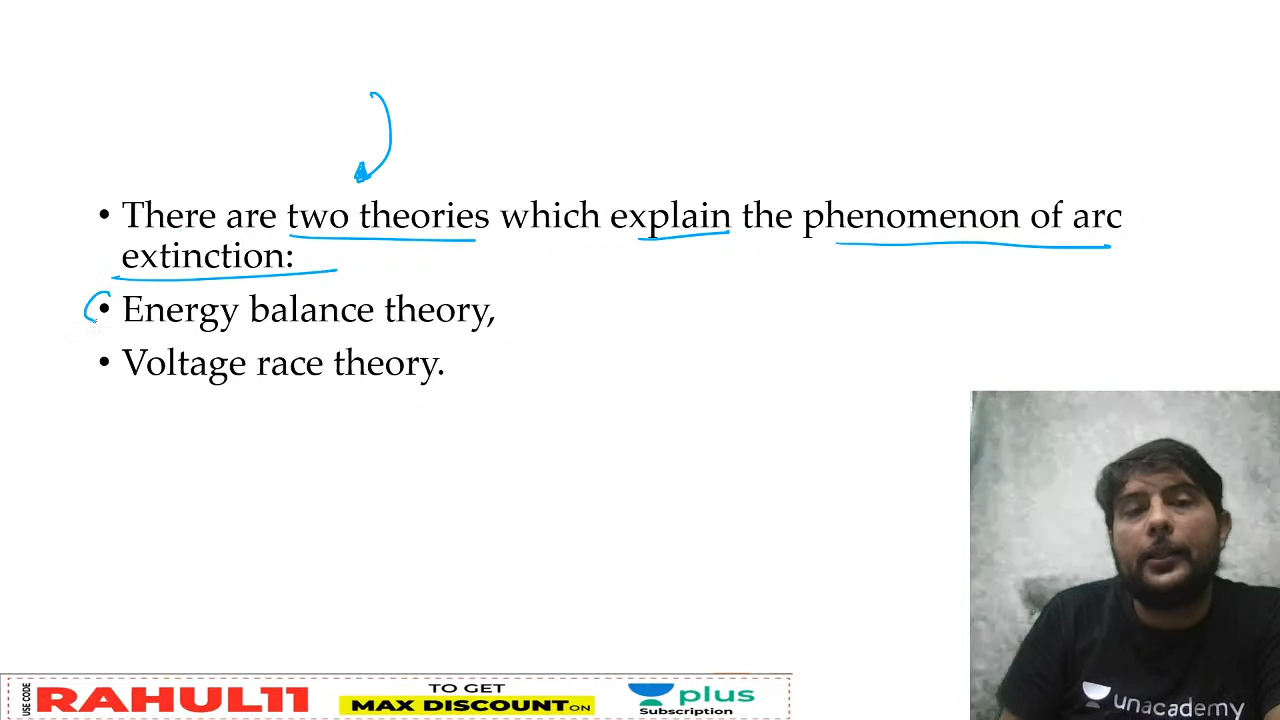 • There are two theories which explain the phenomenon of arc
extinction:
• Energy balance theory,
• Voltage race theory.
unacademy
USE CODE
RAHUL11
TO GET
MAX DISCOUNT ON
plus
Subscription